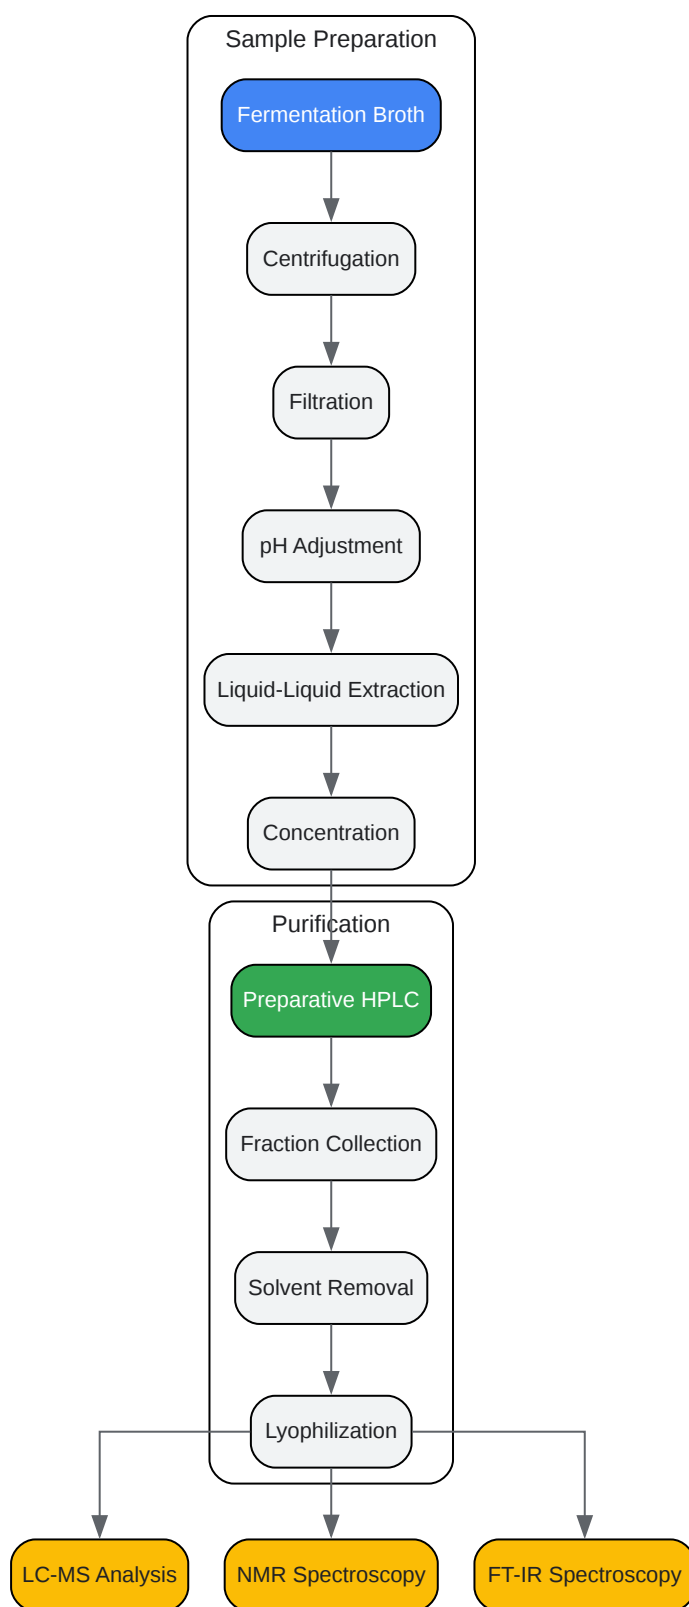 Sample Preparation
Fermentation Broth
Centrifugation
Filtration
pH Adjustment
Liquid-Liquid Extraction
Concentration
Purification
Preparative HPLC
Fraction Collection
Solvent Removal
Lyophilization
LC-MS Analysis
NMR Spectroscopy
FT-IR Spectroscopy